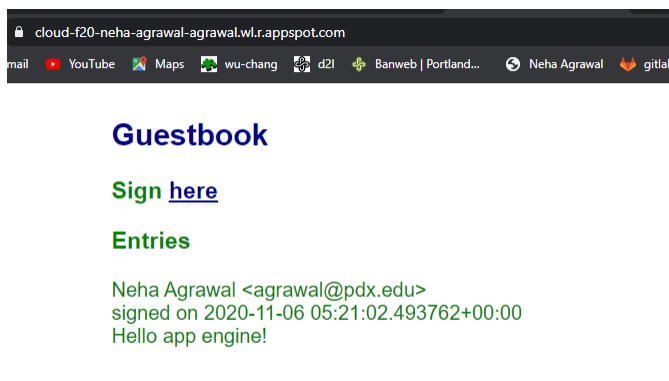 cloud-f20-neha-agrawal-agrawal.wl.r.appspot.com
mail YouTube Maps wu-chang d2l Banweb | Portland... Neha Agrawal gitla
Guestbook
Sign here
Entries
Neha Agrawal <agrawal@pdx.edu>
signed on 2020-11-06 05:21:02.493762+00:00
Hello app engine!